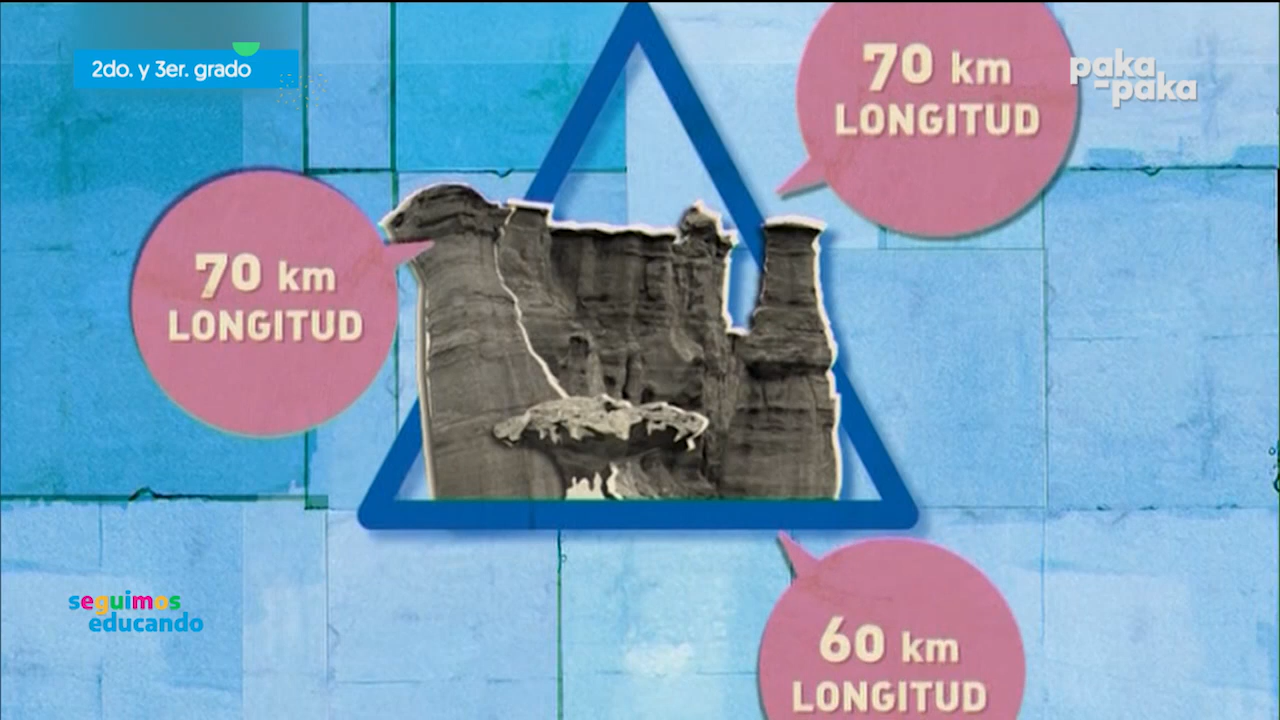 2do. y 3er. grado
paka
-paka
70 km
LONGITUD
70 km
LONGITUD
seguimos
educando
60 km
LONGITUD